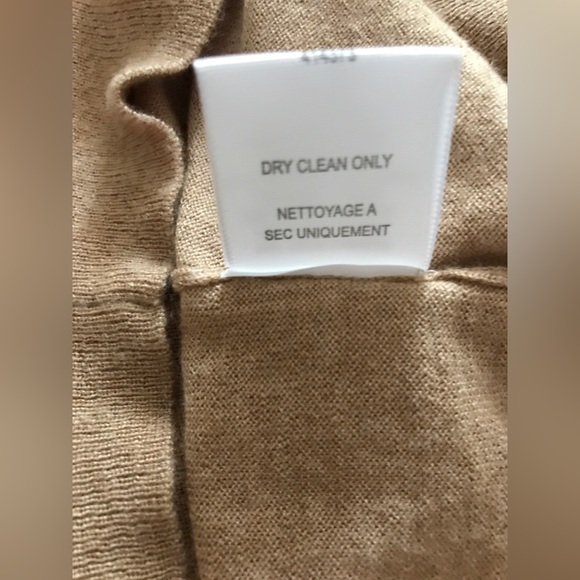 DRY CLEAN ONLY
NETTOYAGE A
SEC UNIQUEMENT